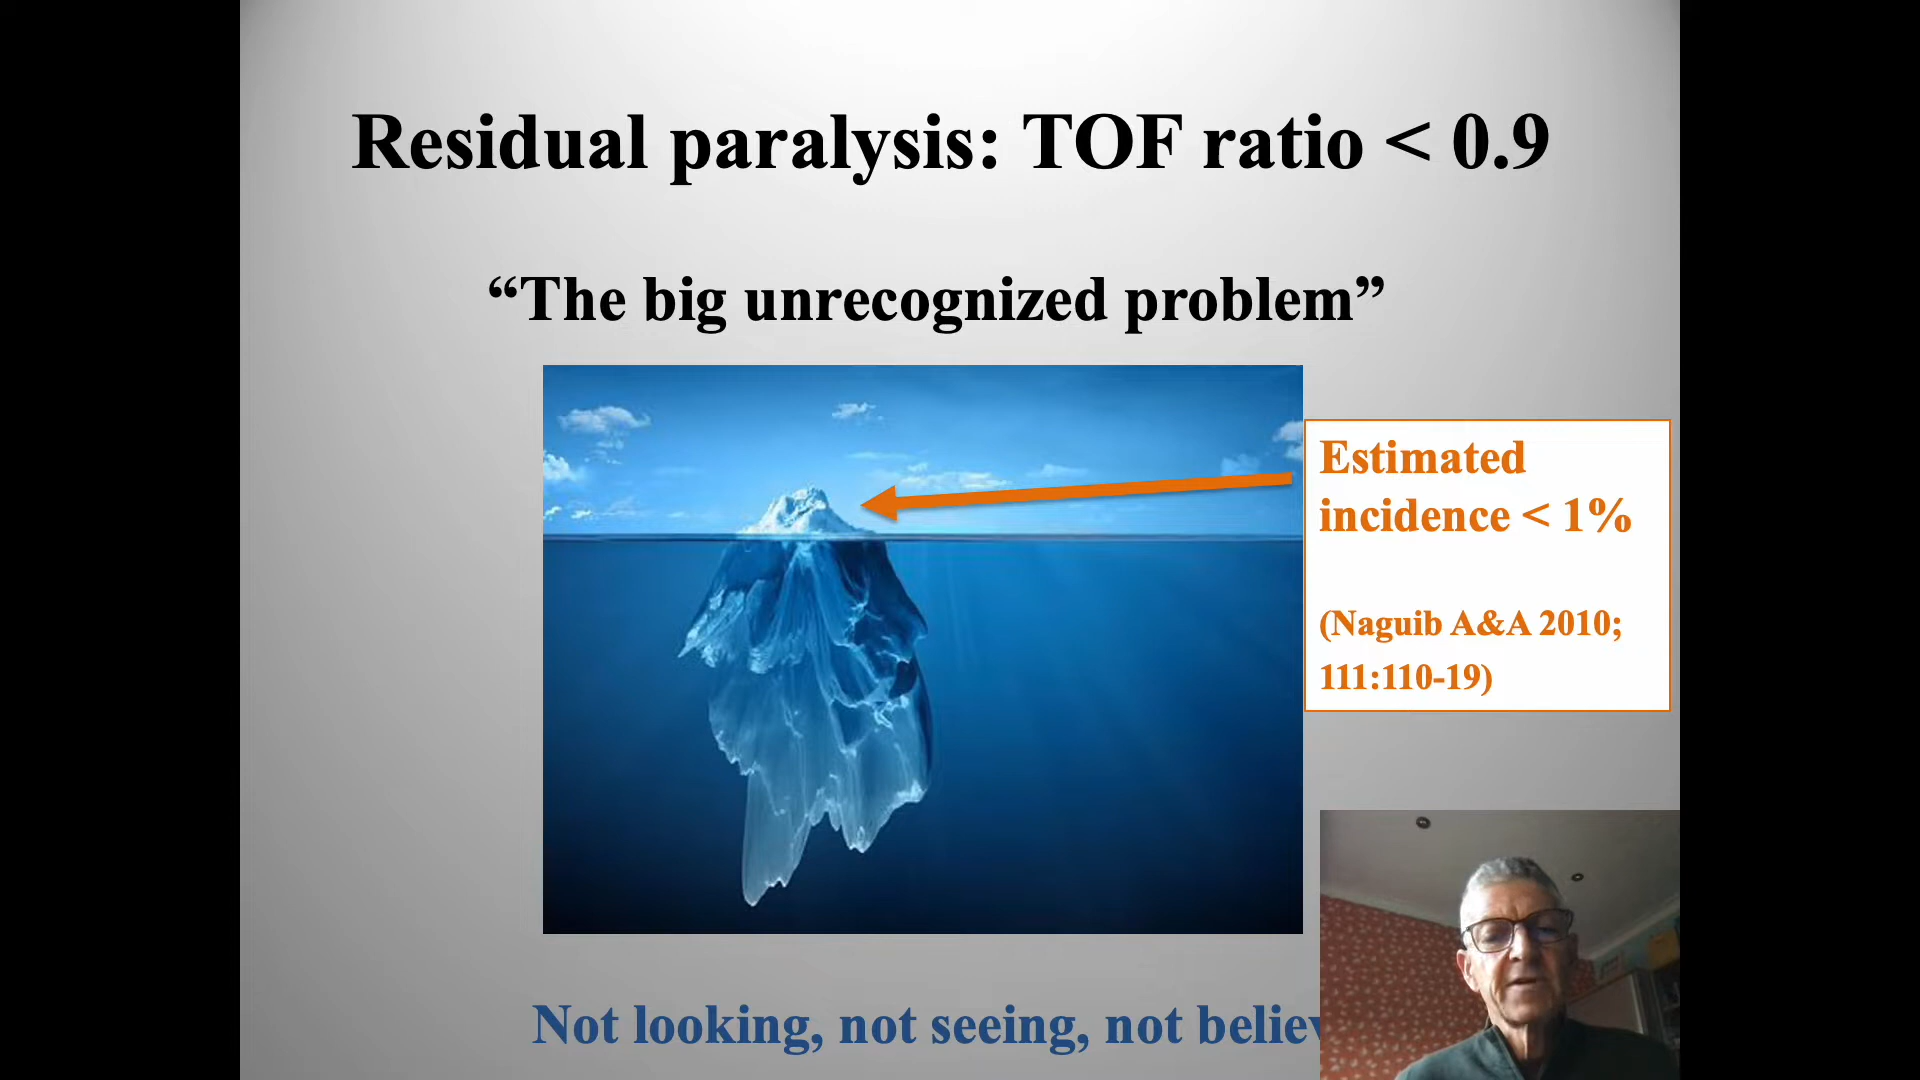 Residual paralysis: TOF ratio < 0.9
“The big unrecognized problem”
Estimated
incidence < 1%
(Naguib A&A 2010;
111:110-19)
Not looking, not seeing, not